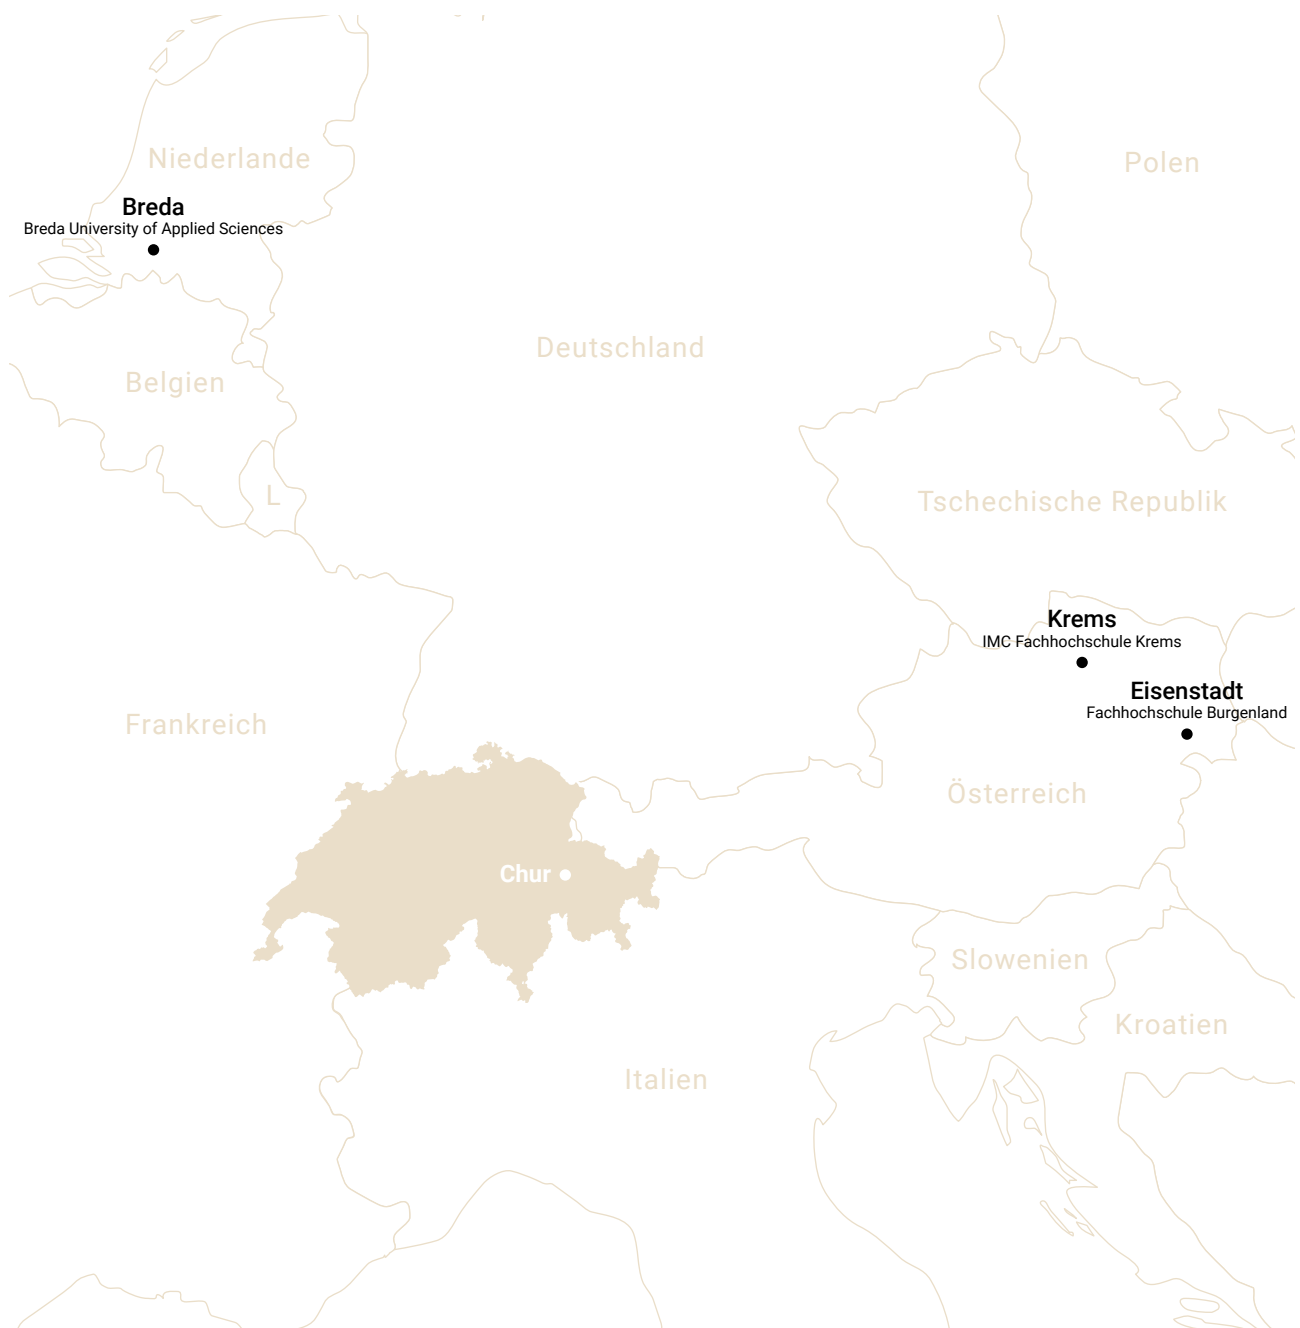 Niederlande
Polen
Breda
Breda University of Applied Sciences
Deutschland
Belgien
L
Tschechische Republik
Krems
IMC Fachhochschule Krems
Eisenstadt
Fachhochschule Burgenland
Frankreich
Österreich
Chur
Slowenien
Kroatien
Italien